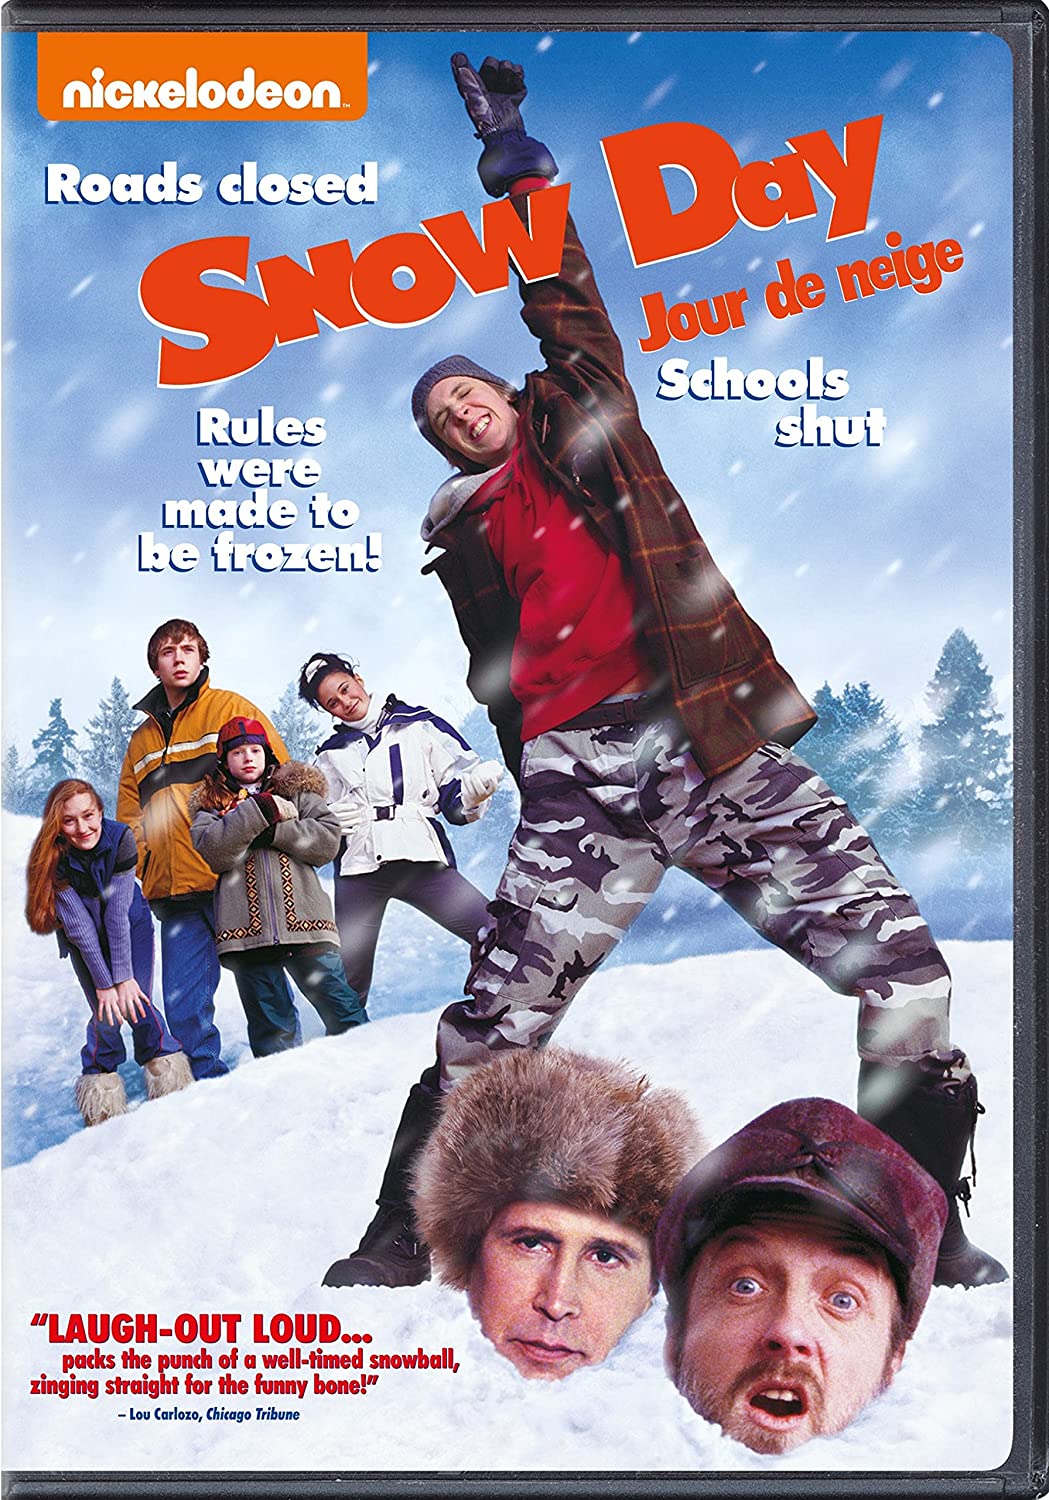 nickelodeon™
Roads closed
Snow Day
Jour de neige
Schools
shut
Rules
were
made to
be frozen!
"LAUGH-OUT LOUD...
packs the punch of a well-timed snowball,
zinging straight for the funny bone!"
– Lou Carlozo, Chicago Tribune